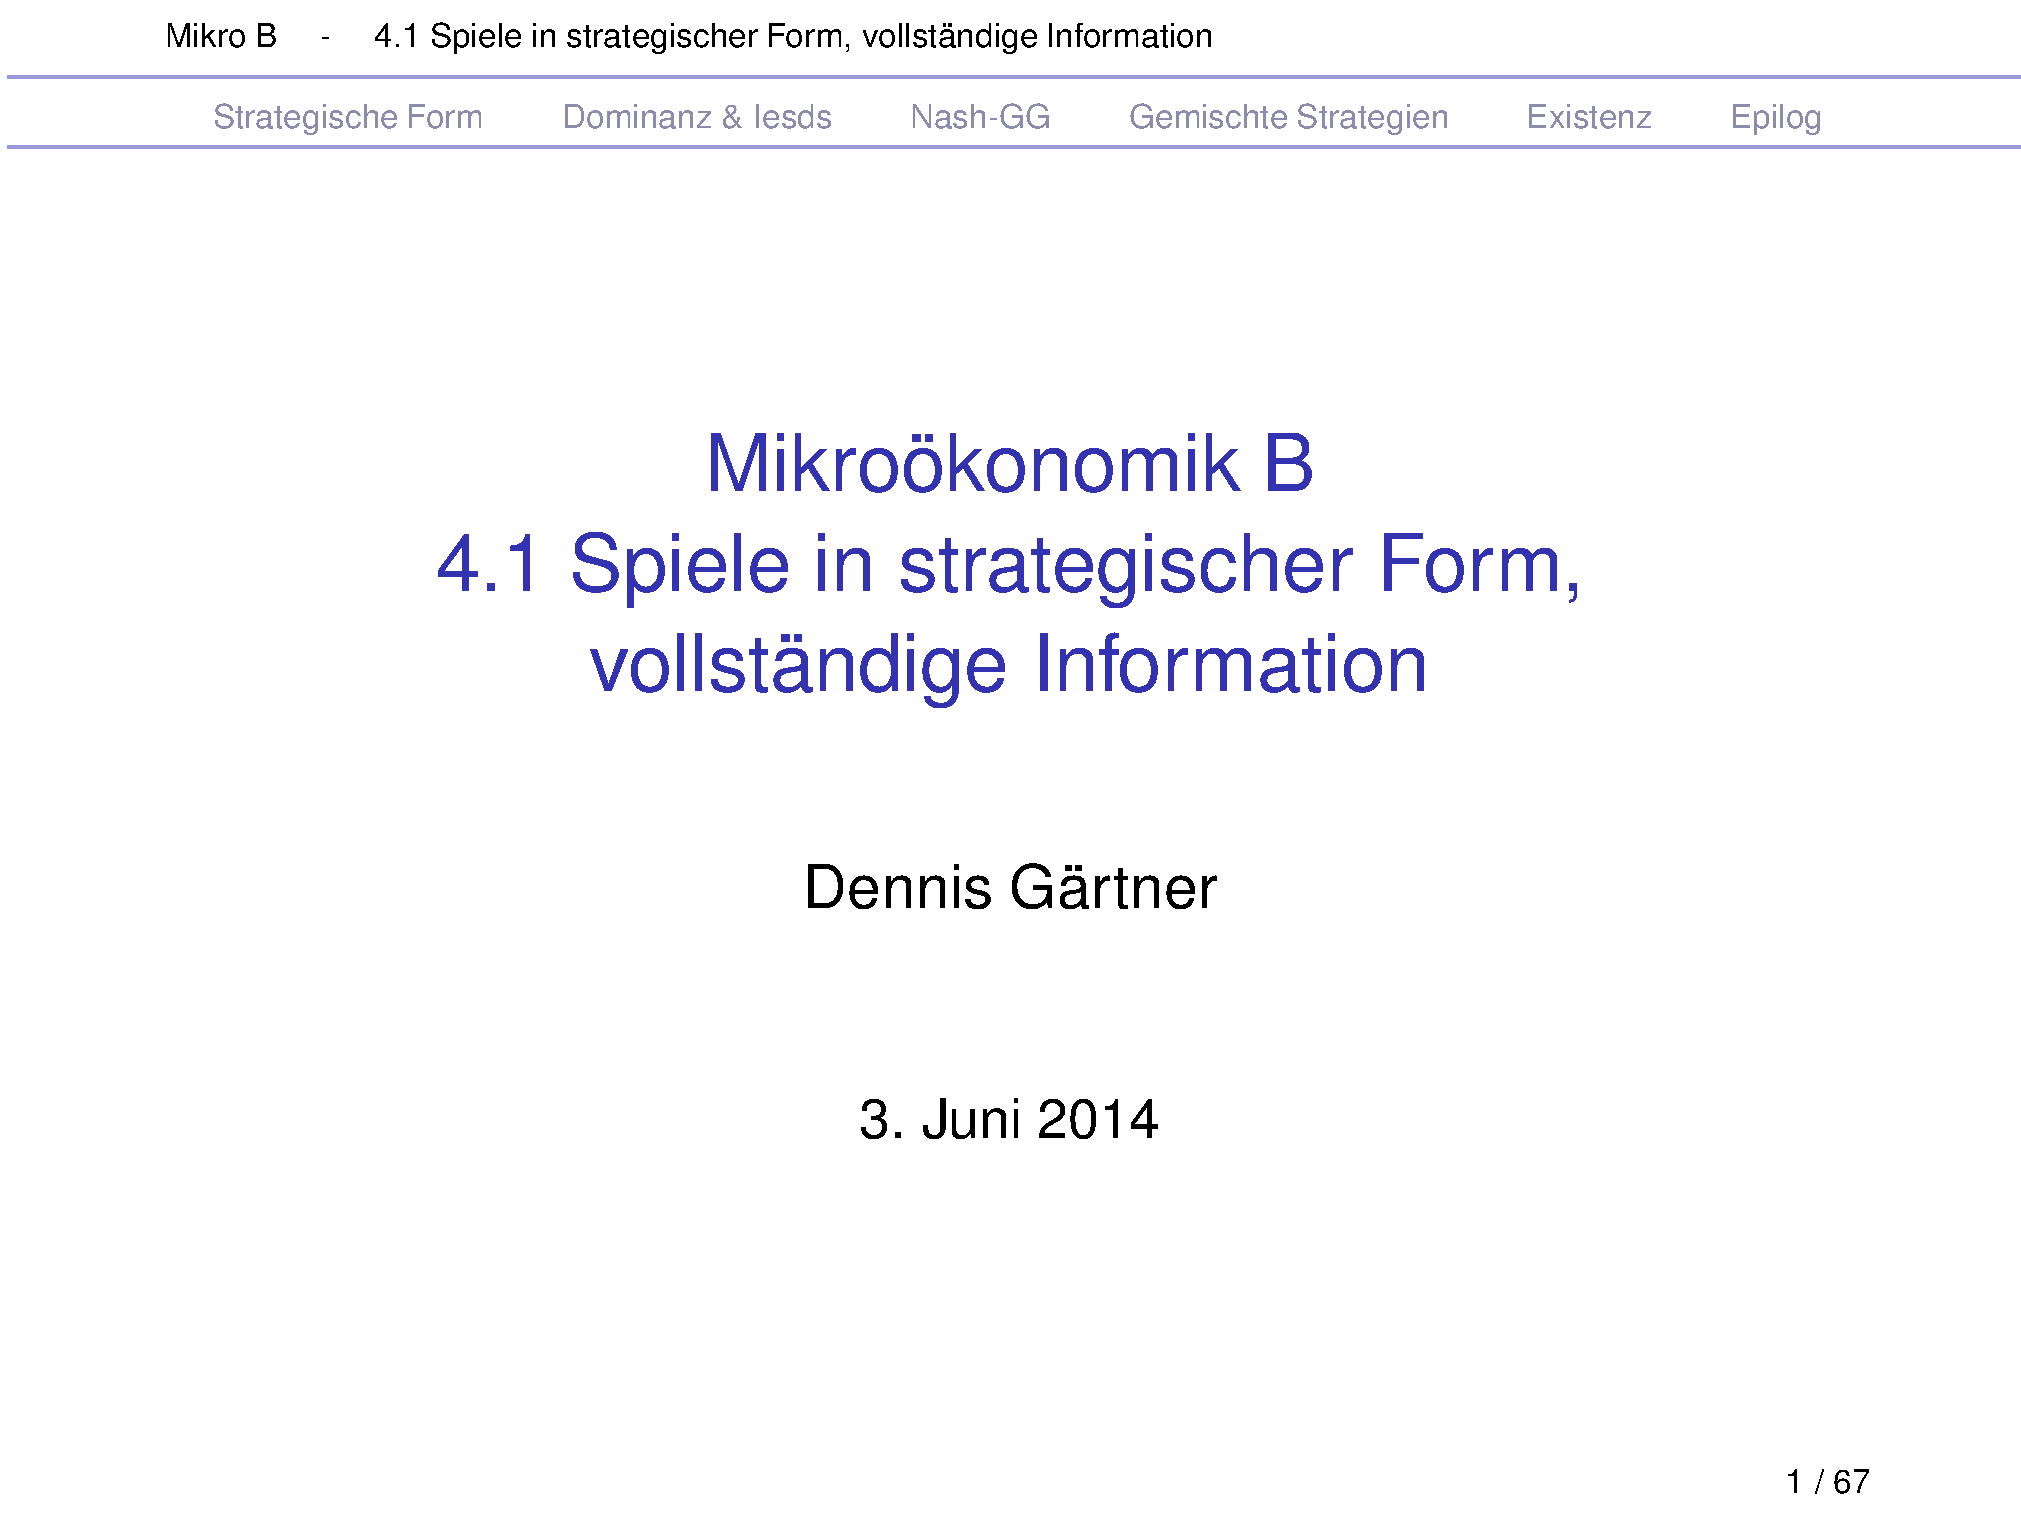 Mikro B - 4.1 Spiele in strategischer Form, vollständige Information
Strategische Form Dominanz & Iesds Nash-GG Gemischte Strategien Existenz Epilog
Mikroökonomik B
4.1 Spiele in strategischer Form,
vollständige Information
Dennis Gärtner
3. Juni 2014
1 / 67